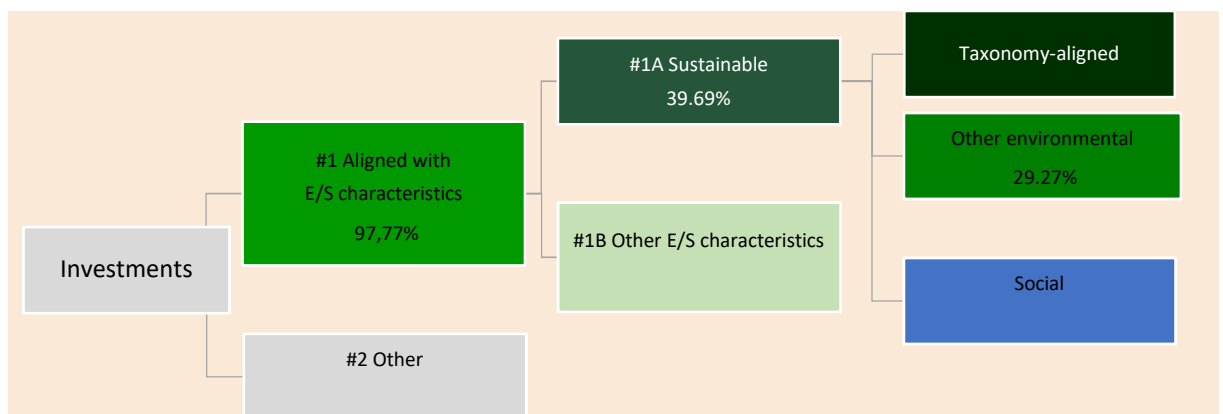 Investments
#1 Aligned with
E/S characteristics
97,77%
#2 Other
#1A Sustainable
39.69%
#1B Other E/S characteristics
Taxonomy-aligned
Other environmental
29.27%
Social